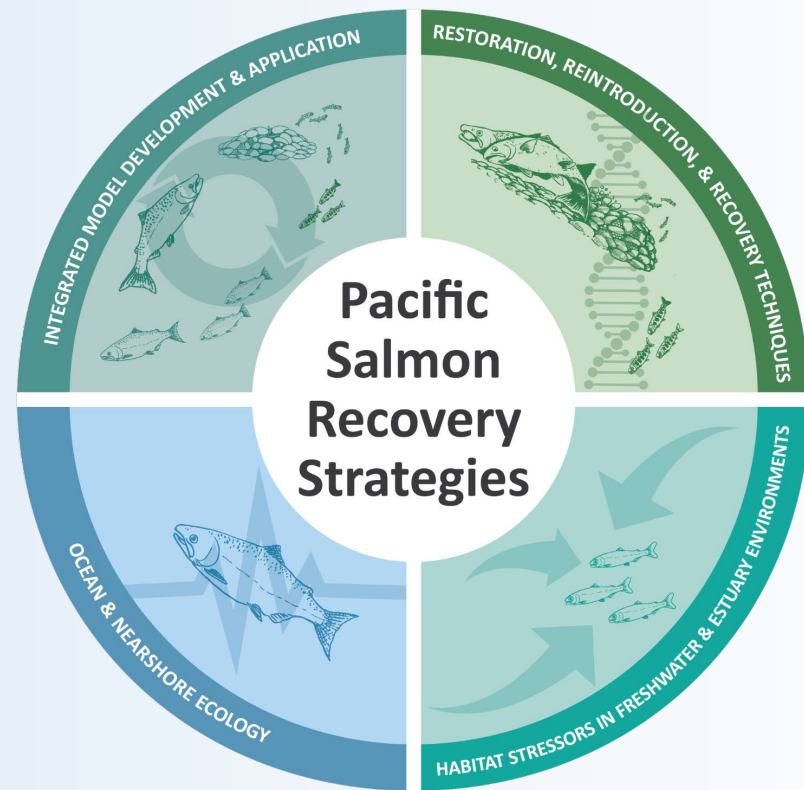 INTEGRATED MODEL DEVELOPMENT & APPLICATION
RESTORATION, REINTRODUCTION, & RECOVERY TECHNIQUES
Pacific
Salmon
Recovery
Strategies
OCEAN & NEARSHORE ECOLOGY
HABITAT STRESSORS IN FRESHWATER & ESTUARY ENVIRONMENTS